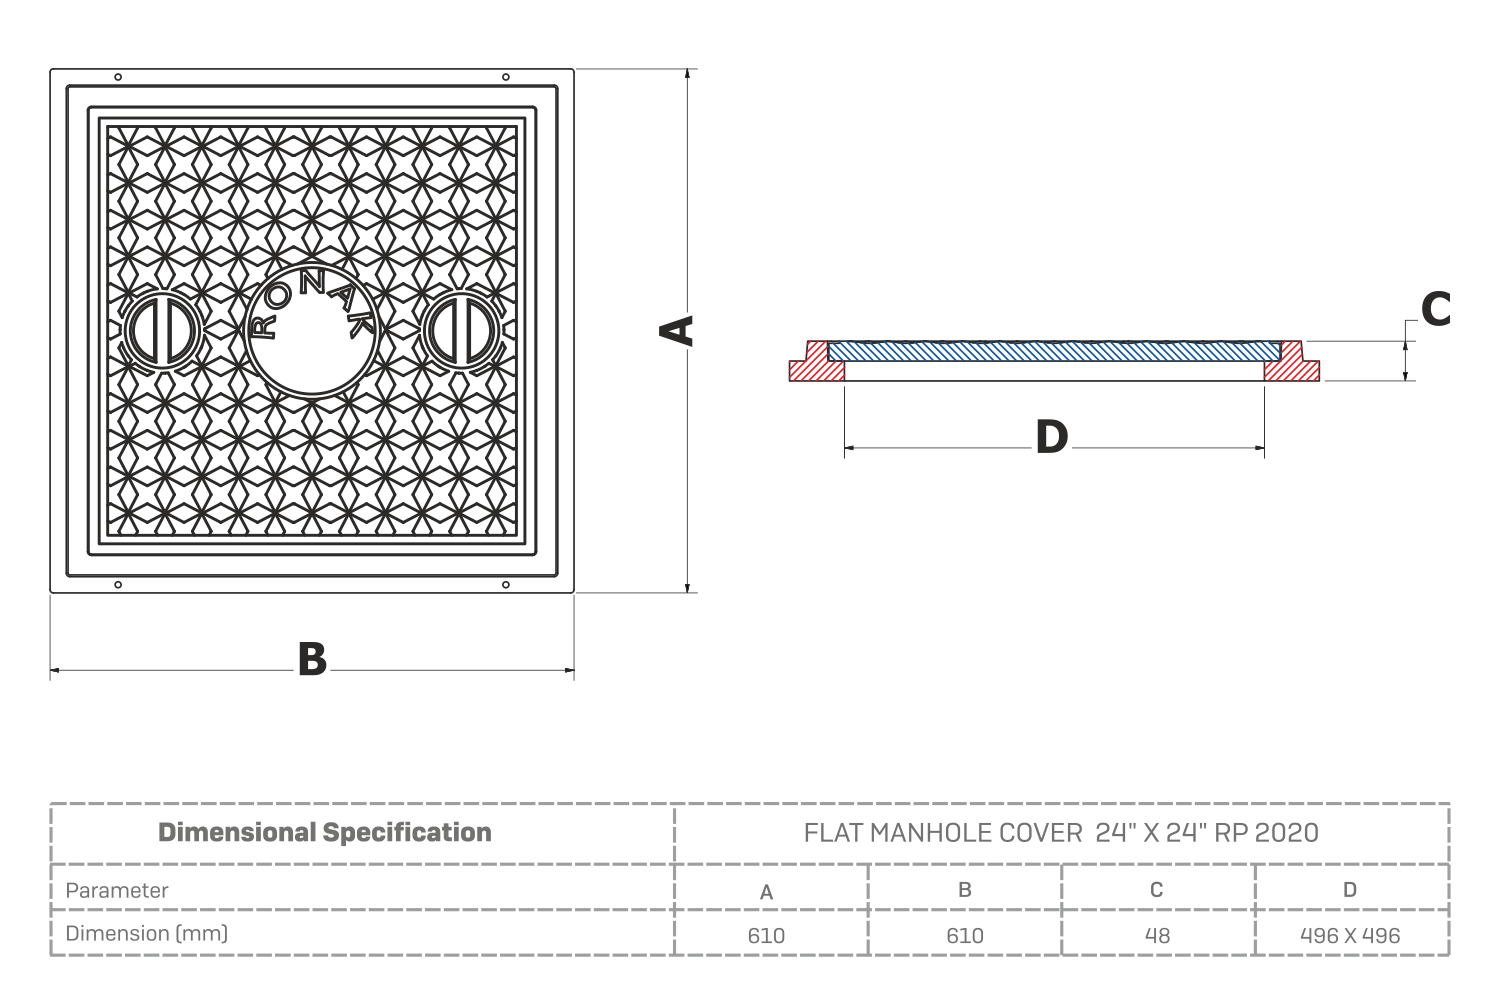 RONAK
A
B
C
D
Dimensional Specification FLAT MANHOLE COVER 24" X 24" RP 2020
Parameter A B C D
Dimension (mm) 610 610 48 496 X 496